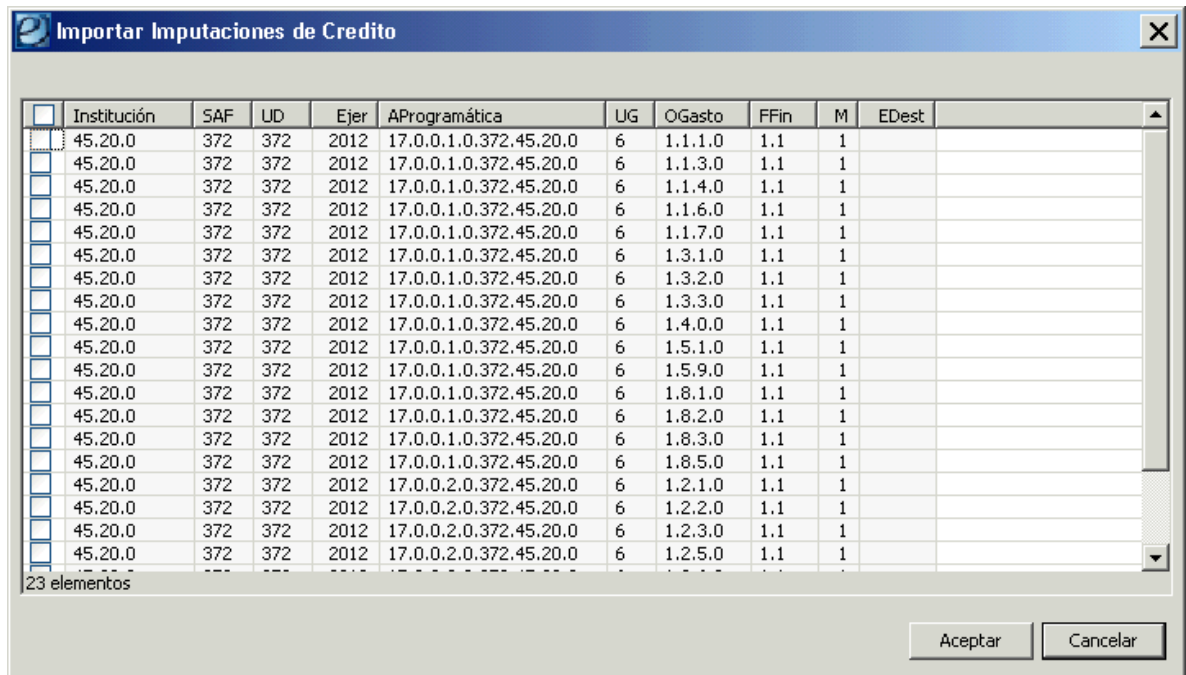 Importar Imputaciones de Credito
Institución SAF UD Ejer AProgramática UG OGasto FFin M EDest
45.20.0 372 372 2012 17.0.0.1.0.372.45.20.0 6 1.1.1.0 1.1 1
45.20.0 372 372 2012 17.0.0.1.0.372.45.20.0 6 1.1.3.0 1.1 1
45.20.0 372 372 2012 17.0.0.1.0.372.45.20.0 6 1.1.4.0 1.1 1
45.20.0 372 372 2012 17.0.0.1.0.372.45.20.0 6 1.1.6.0 1.1 1
45.20.0 372 372 2012 17.0.0.1.0.372.45.20.0 6 1.1.7.0 1.1 1
45.20.0 372 372 2012 17.0.0.1.0.372.45.20.0 6 1.3.1.0 1.1 1
45.20.0 372 372 2012 17.0.0.1.0.372.45.20.0 6 1.3.2.0 1.1 1
45.20.0 372 372 2012 17.0.0.1.0.372.45.20.0 6 1.3.3.0 1.1 1
45.20.0 372 372 2012 17.0.0.1.0.372.45.20.0 6 1.4.0.0 1.1 1
45.20.0 372 372 2012 17.0.0.1.0.372.45.20.0 6 1.5.1.0 1.1 1
45.20.0 372 372 2012 17.0.0.1.0.372.45.20.0 6 1.5.9.0 1.1 1
45.20.0 372 372 2012 17.0.0.1.0.372.45.20.0 6 1.8.1.0 1.1 1
45.20.0 372 372 2012 17.0.0.1.0.372.45.20.0 6 1.8.2.0 1.1 1
45.20.0 372 372 2012 17.0.0.1.0.372.45.20.0 6 1.8.3.0 1.1 1
45.20.0 372 372 2012 17.0.0.1.0.372.45.20.0 6 1.8.5.0 1.1 1
45.20.0 372 372 2012 17.0.0.2.0.372.45.20.0 6 1.2.1.0 1.1 1
45.20.0 372 372 2012 17.0.0.2.0.372.45.20.0 6 1.2.2.0 1.1 1
45.20.0 372 372 2012 17.0.0.2.0.372.45.20.0 6 1.2.3.0 1.1 1
45.20.0 372 372 2012 17.0.0.2.0.372.45.20.0 6 1.2.5.0 1.1 1
23 elementos
Aceptar Cancelar